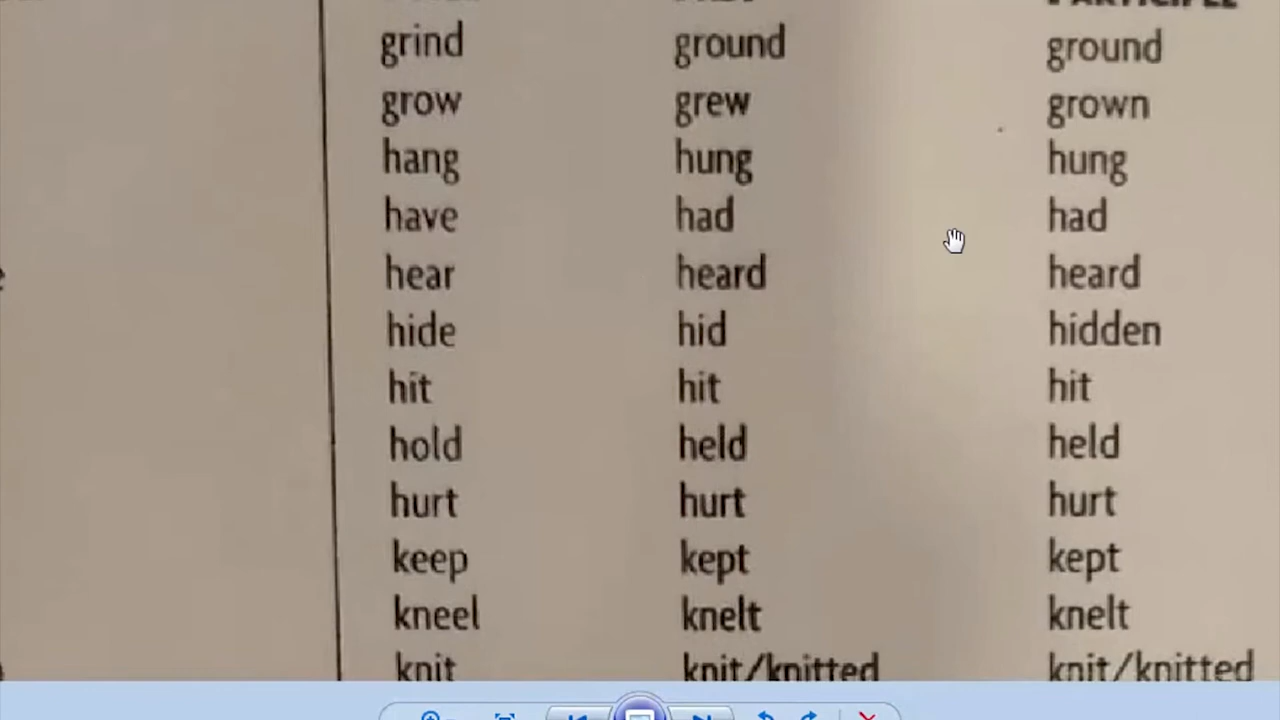 PARTICIPLE
grind ground ground
grow grew grown
hang hung hung
have had had
hear heard heard
hide hid hidden
hit hit hit
hold held held
hurt hurt hurt
keep kept kept
kneel knelt knelt
knit knit/knitted knit/knitted